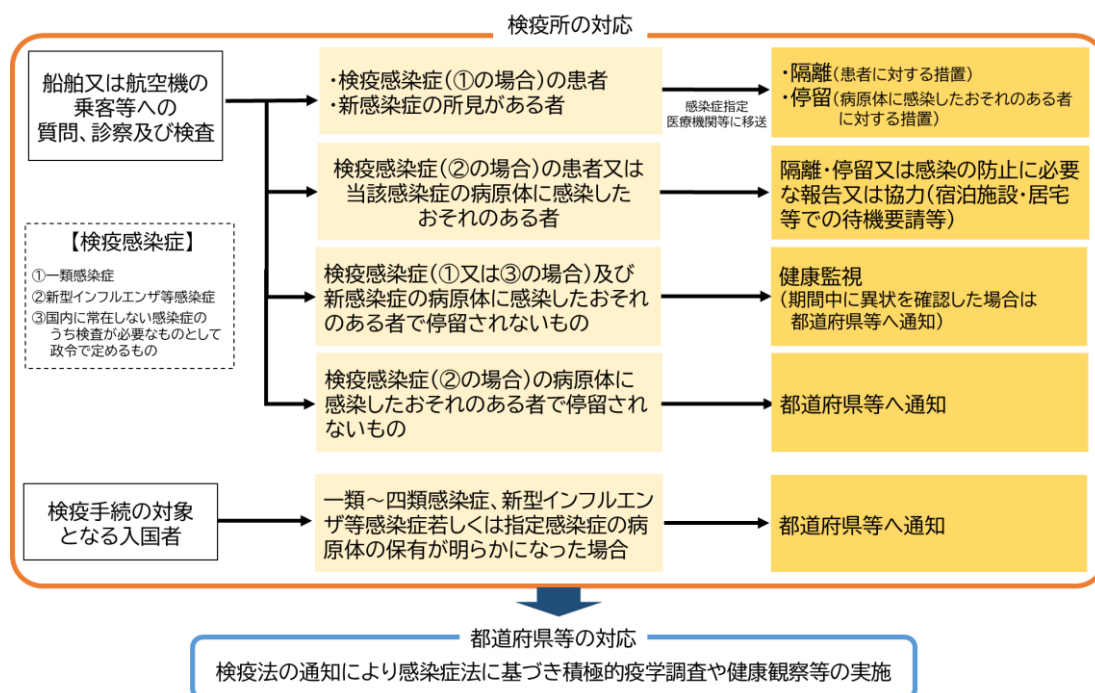 検疫所の対応
船舶又は航空機の
乗客等への
質問、診察及び検査
・検疫感染症(①の場合)の患者
・新感染症の所見がある者
感染症指定
医療機関等に移送
・隔離(患者に対する措置)
・停留(病原体に感染したおそれのある者
に対する措置)
検疫感染症(②の場合)の患者又は
当該感染症の病原体に感染した
おそれのある者
隔離・停留又は感染の防止に必要
な報告又は協力(宿泊施設・居宅
等での待機要請等)
【検疫感染症】
①一類感染症
②新型インフルエンザ等感染症
③国内に常在しない感染症の
うち検査が必要なものとして
政令で定めるもの
検疫感染症(①又は③の場合)及び
新感染症の病原体に感染したおそれ
のある者で停留されないもの
健康監視
(期間中に異状を確認した場合は
都道府県等へ通知)
検疫感染症(②の場合)の病原体に
感染したおそれのある者で停留され
ないもの
都道府県等へ通知
検疫手続の対象
となる入国者
一類~四類感染症、新型インフルエン
ザ等感染症若しくは指定感染症の病
原体の保有が明らかになった場合
都道府県等へ通知
都道府県等の対応
検疫法の通知により感染症法に基づき積極的疫学調査や健康観察等の実施